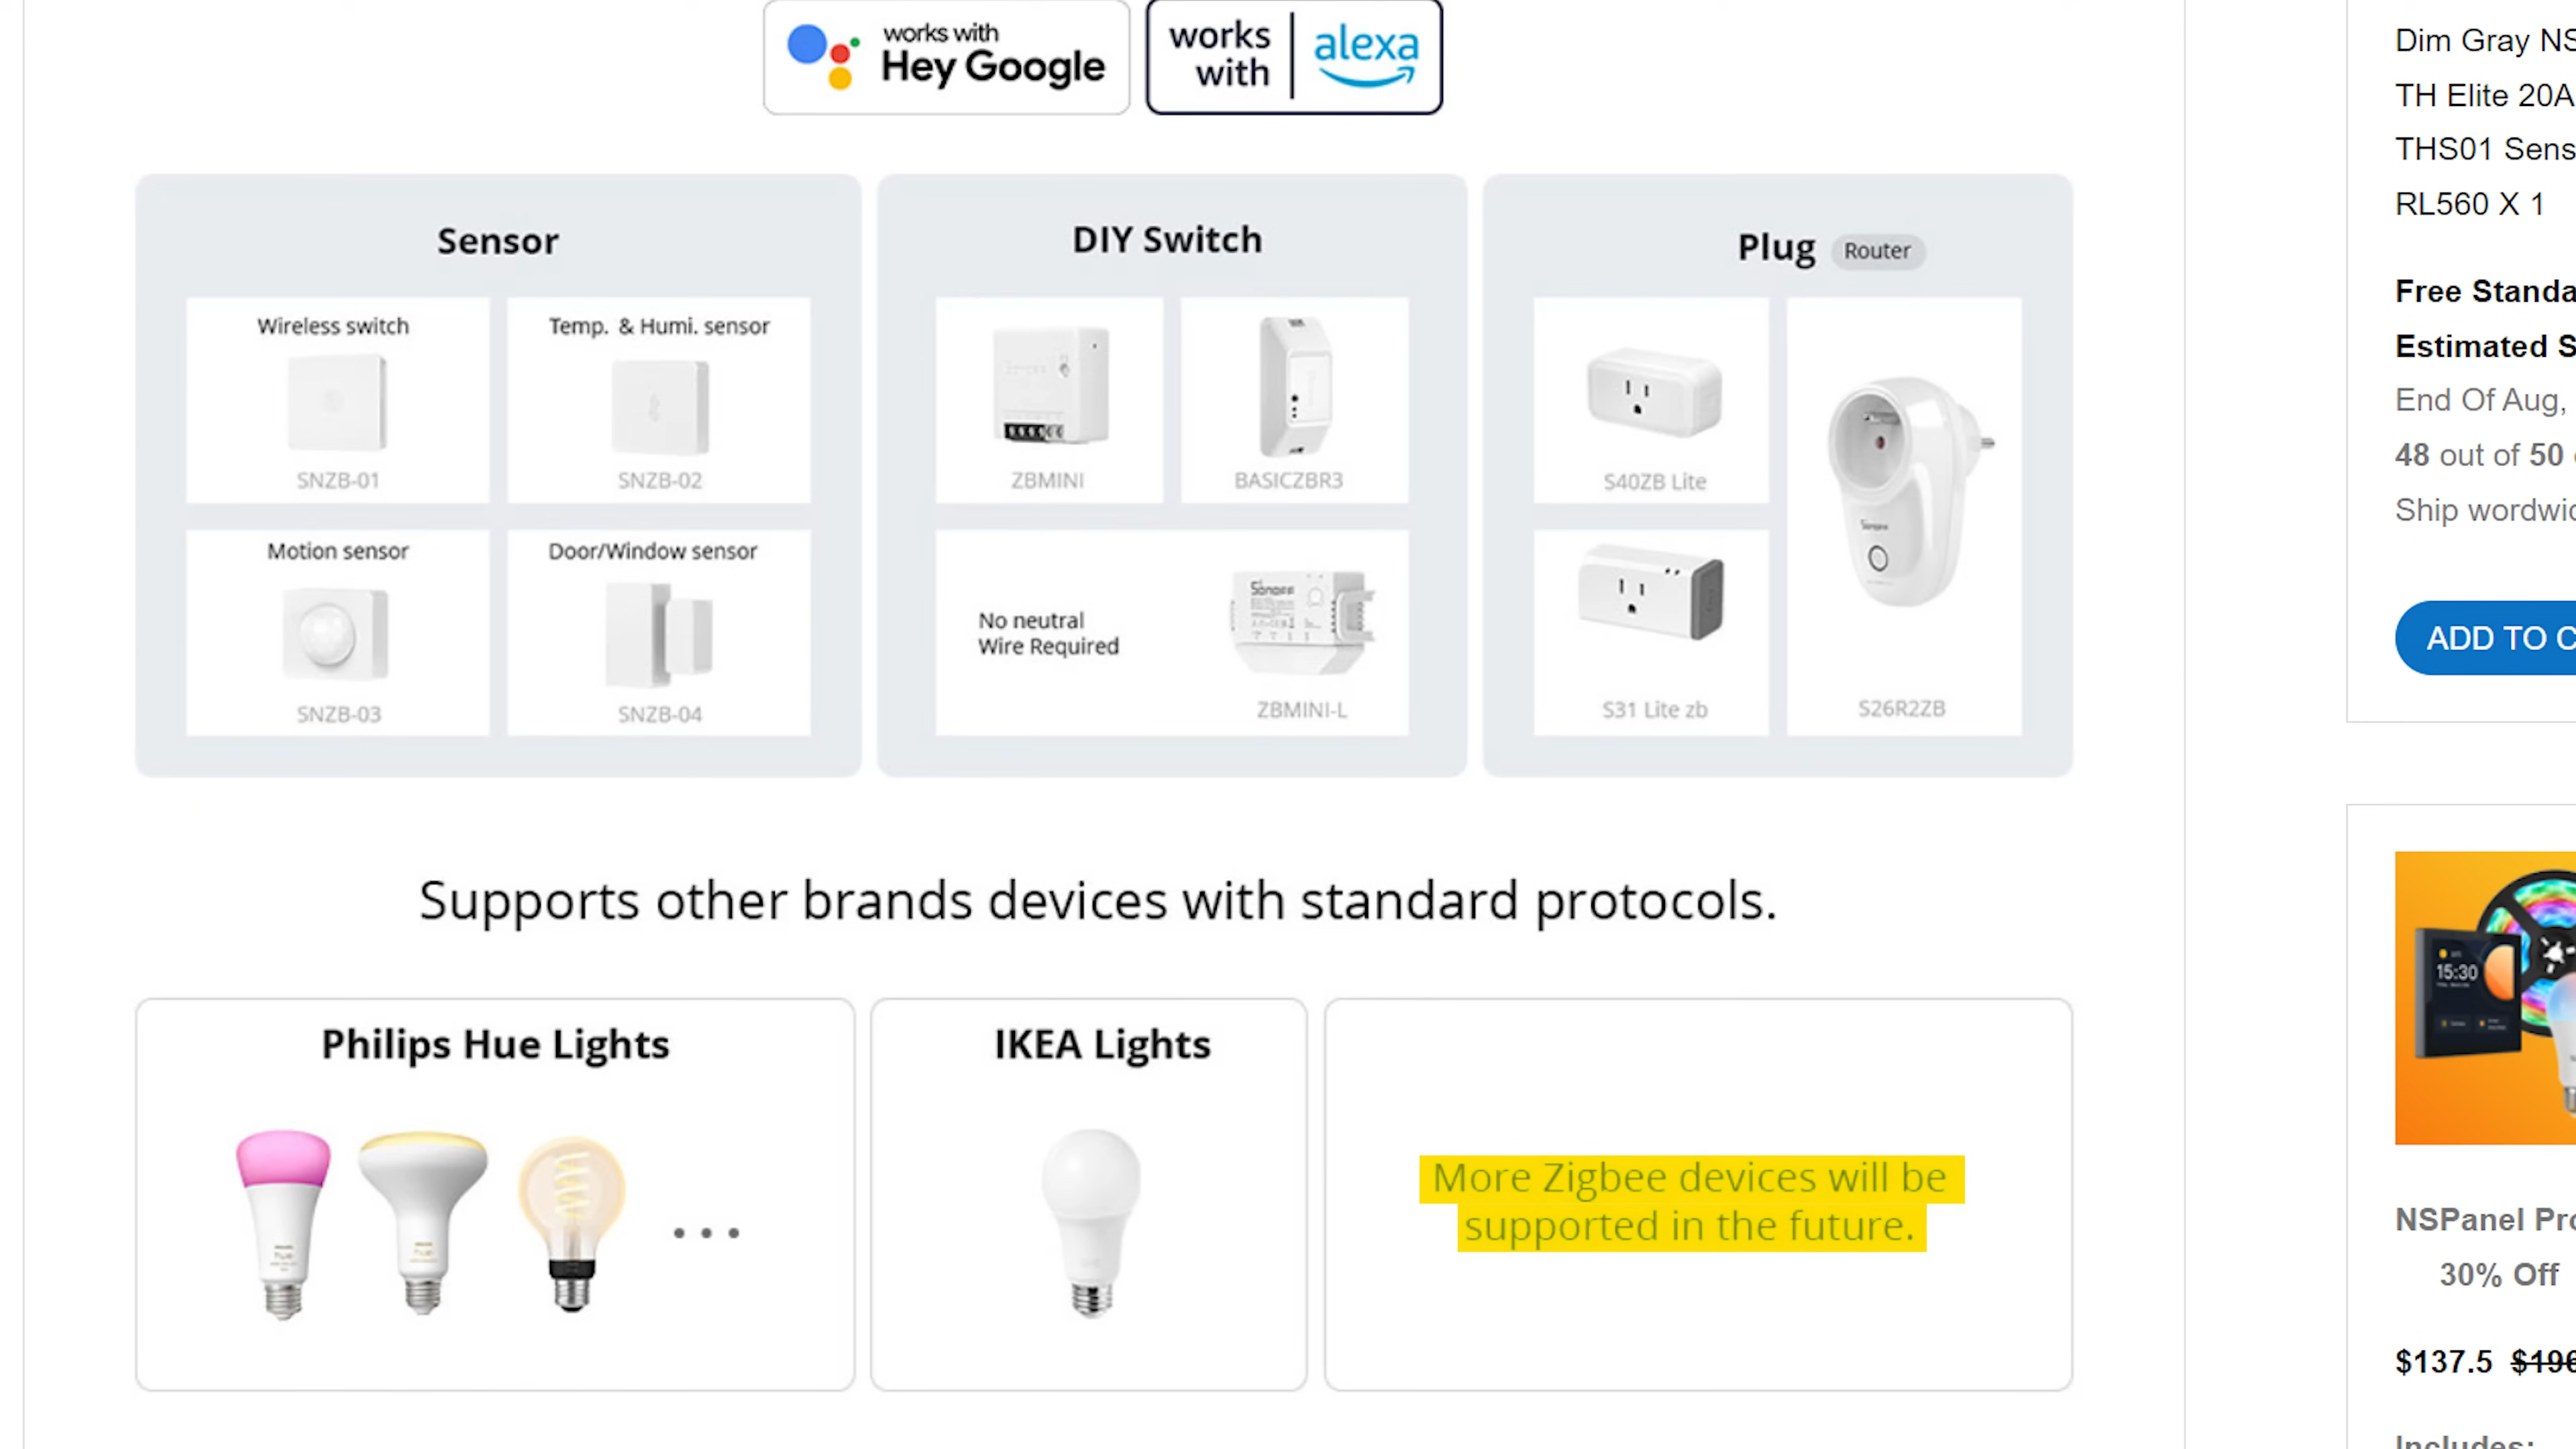 works with
Hey Google
works
with
alexa
Sensor
Wireless switch
SNZB-01
Temp. & Humi. sensor
SNZB-02
Motion sensor
SNZB-03
Door/Window sensor
SNZB-04
DIY Switch
ZBMINI
BASICZBR3
No neutral
Wire Required
SONOFF
ZBMINI-L
Plug Router
S40ZB Lite
S31 Lite zb
S26R2ZB
Supports other brands devices with standard protocols.
Philips Hue Lights
IKEA Lights
More Zigbee devices will be
supported in the future.
Dim Gray NS
TH Elite 20A
THS01 Sens
RL560 X 1
Free Standa
Estimated S
End Of Aug,
48 out of 50
Ship wordwi
ADD TO C
15:30
NSPanel Pro
30% Off
$137.5 $196
Includes: